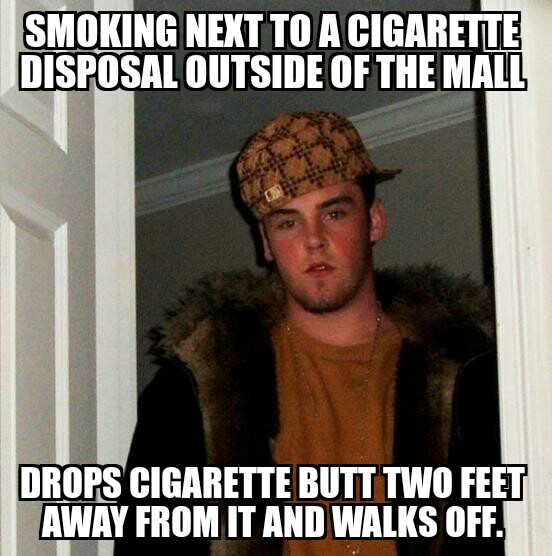 SMOKING NEXT TO A CIGARETTE
DISPOSAL OUTSIDE OF THE MALL
DROPS CIGARETTE BUTT TWO FEET
AWAY FROM IT AND WALKS OFF.